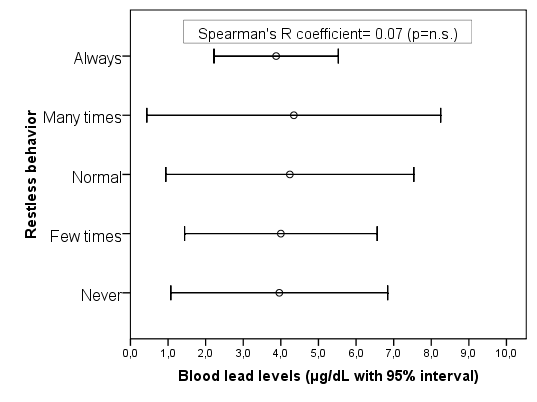 Spearman's R coefficient= 0.07 (p=n.s.)
Always
Many times
Normal
Few times
Never
Restless behavior
0,0 1,0 2,0 3,0 4,0 5,0 6,0 7,0 8,0 9,0 10,0
Blood lead levels (µg/dL with 95% interval)